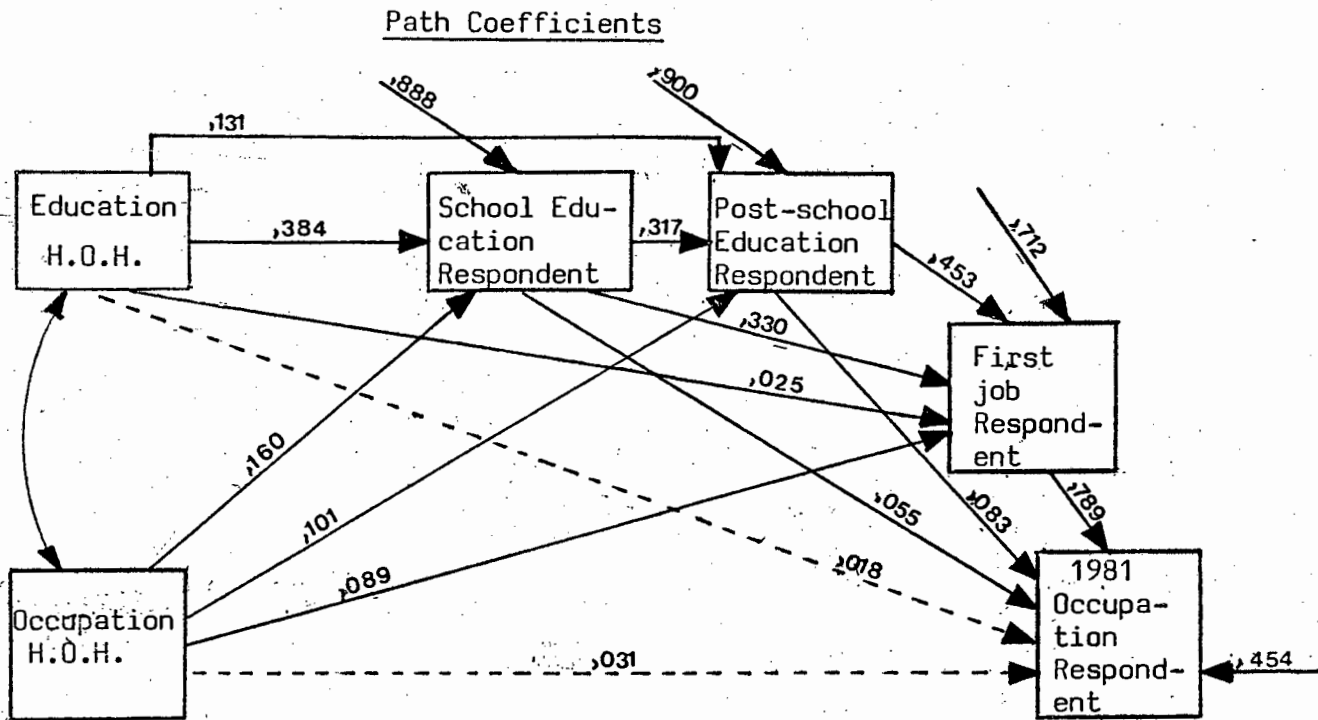 Path Coefficients
,888
,900
,131
Education
H.O.H.
,384
School Edu-
cation
Respondent
,317
Post-school
Education
Respondent
,453
,712
,330
,025
First
job
Respond-
ent
,160
,101
,089
,055
,083
,789
,018
Occupation
H.O.H.
,031
1981
Occupa-
tion
Respond-
ent
,454